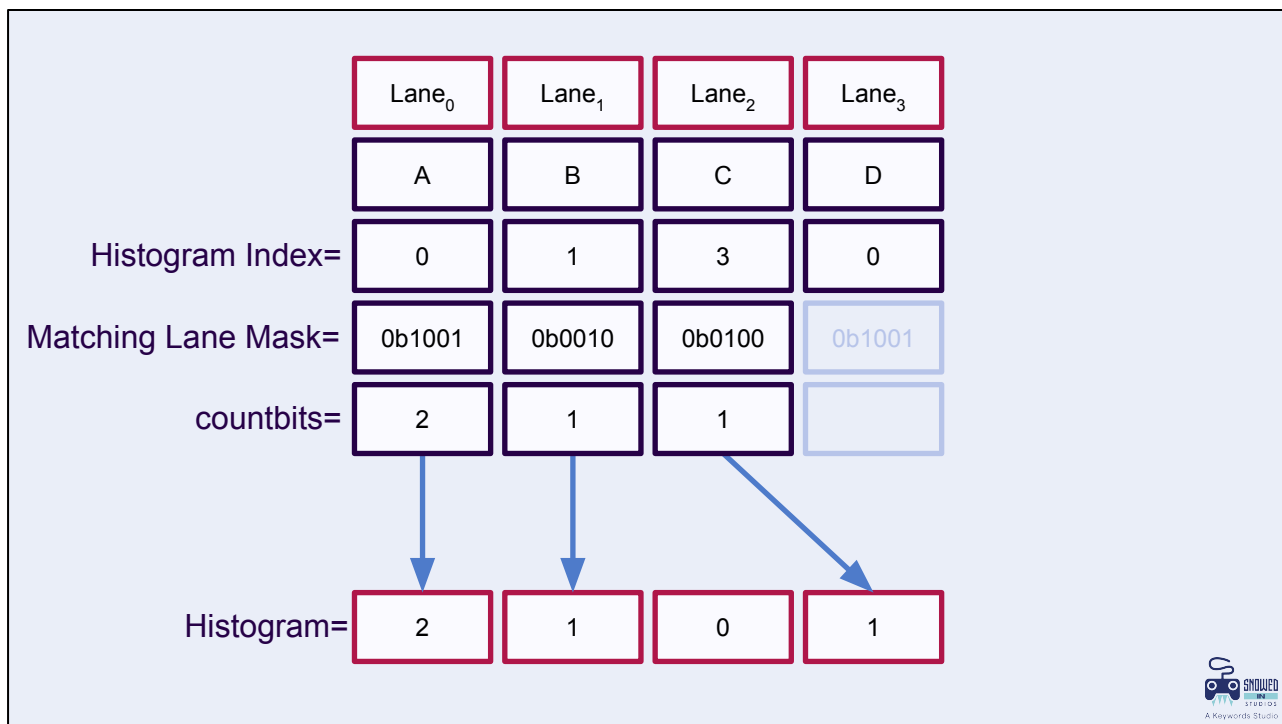 Lane₀ Lane₁ Lane₂ Lane₃
A B C D
Histogram Index= 0 1 3 0
Matching Lane Mask= 0b1001 0b0010 0b0100 0b1001
countbits= 2 1 1
Histogram= 2 1 0 1
SNOWED
IN
STUDIOS
A Keywords Studio